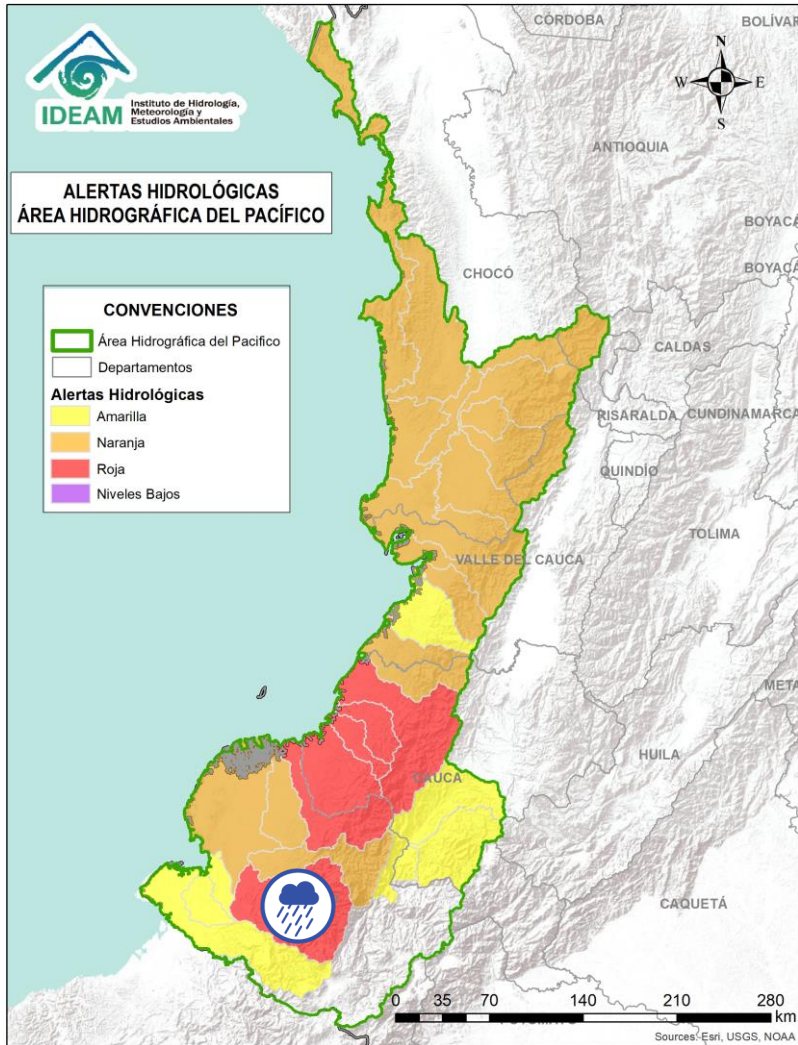 CÓRDOBA
BOLÍVAR
N
W
E
S
IDEAM
Instituto de Hidrología,
Meteorología y
Estudios Ambientales
ANTIOQUIA
ALERTAS HIDROLÓGICAS
ÁREA HIDROGRÁFICA DEL PACÍFICO
BOYACÁ
BOYACÁ
CHOCÓ
CONVENCIONES
Área Hidrográfica del Pacifico
Departamentos
Alertas Hidrológicas
Amarilla
Naranja
Roja
Niveles Bajos
CALDAS
RISARALDA
CUNDINAMARCA
QUINDÍO
TOLIMA
VALLE DEL CAUCA
META
HUILA
CAUCA
CAQUETÁ
0 35 70 140 210 280
km
Sources: Esri, USGS, NOAA